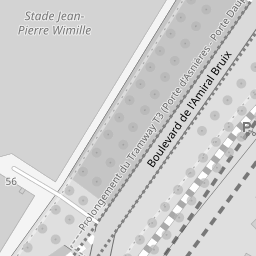 Stade Jean-
Pierre Wimille
Prolongement du Tramway T3 (Porte d'Asnières - Porte Dau
Boulevard de l'Amiral Bruix
56